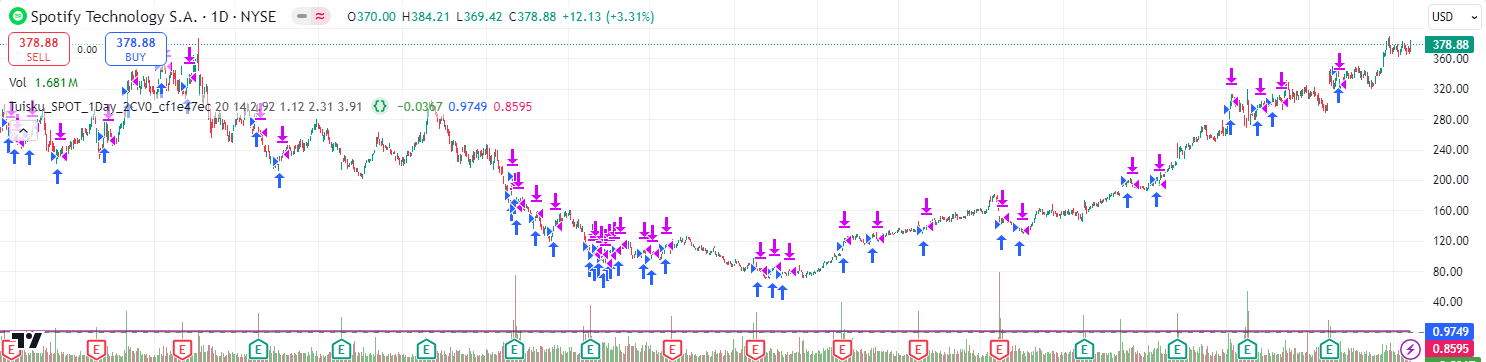 Spotify Technology S.A. · 1D · NYSE O370.00 H384.21 L369.42 C378.88 +12.13 (+3.31%) USD
378.88 SELL 0.00 378.88 BUY
378.88
360.00
Vol 1.681M
320.00
Tuisku_SPOT_1Day_2CV0_cf1e47ec 20 14 2.92 1.12 2.31 3.91 −0.0367 0.9749 0.8595
280.00
240.00
200.00
160.00
120.00
80.00
40.00
0.9749
0.8595
E E E E E E E E E E E E E E E E